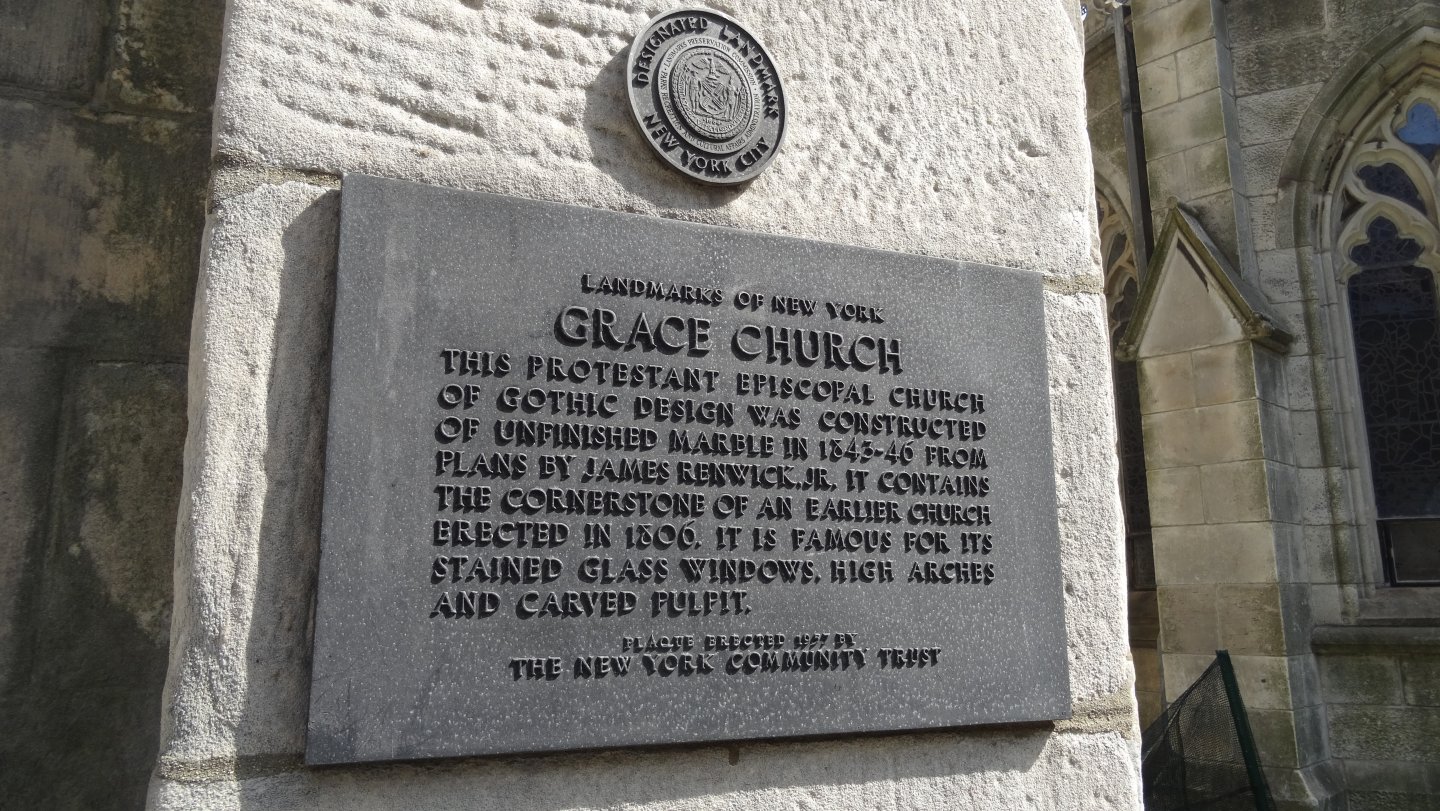 DESIGNATED LANDMARK
LANDMARKS PRESERVATION COMMISSION
NEW YORK CITY
LANDMARKS OF NEW YORK
GRACE CHURCH
THIS PROTESTANT EPISCOPAL CHURCH
OF GOTHIC DESIGN WAS CONSTRUCTED
OF UNFINISHED MARBLE IN 1843-46 FROM
PLANS BY JAMES RENWICK, JR. IT CONTAINS
THE CORNERSTONE OF AN EARLIER CHURCH
ERECTED IN 1806. IT IS FAMOUS FOR ITS
STAINED GLASS WINDOWS, HIGH ARCHES
AND CARVED PULPIT.
PLAQUE ERECTED 1957 BY
THE NEW YORK COMMUNITY TRUST